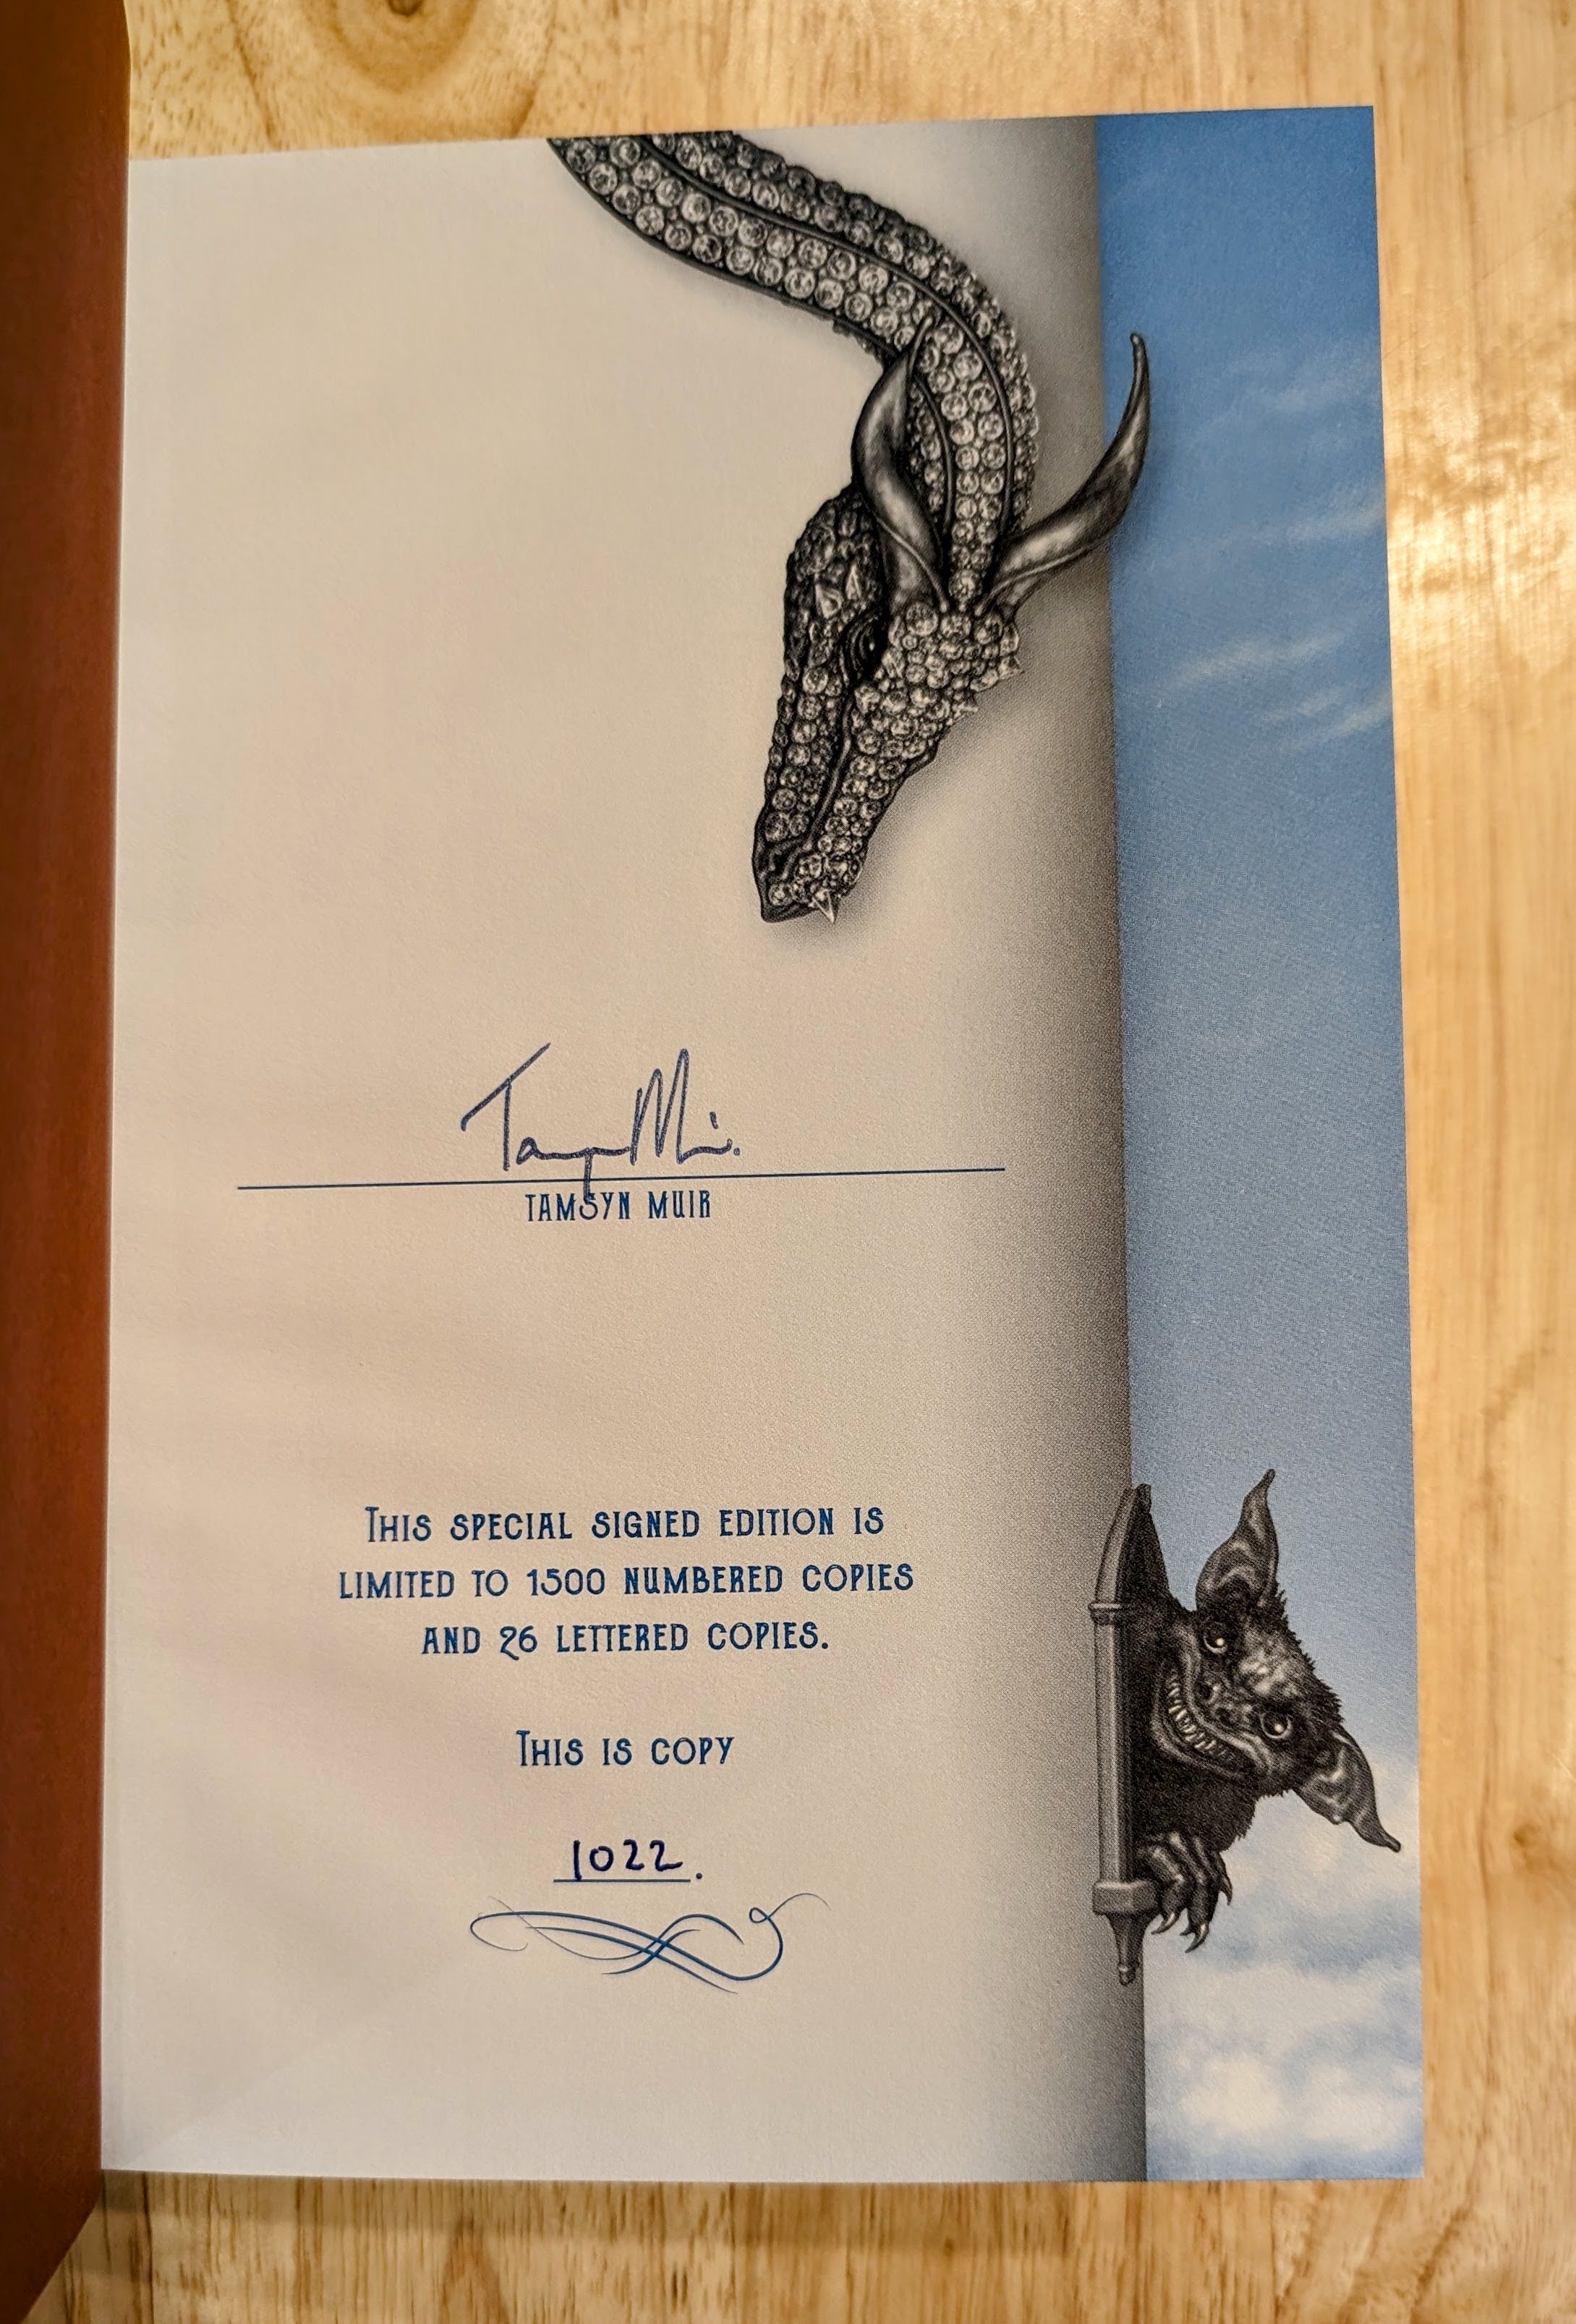 Tamsyn Muir.
TAMSYN MUIR
THIS SPECIAL SIGNED EDITION IS
LIMITED TO 1500 NUMBERED COPIES
AND 26 LETTERED COPIES.
THIS IS COPY
1022.